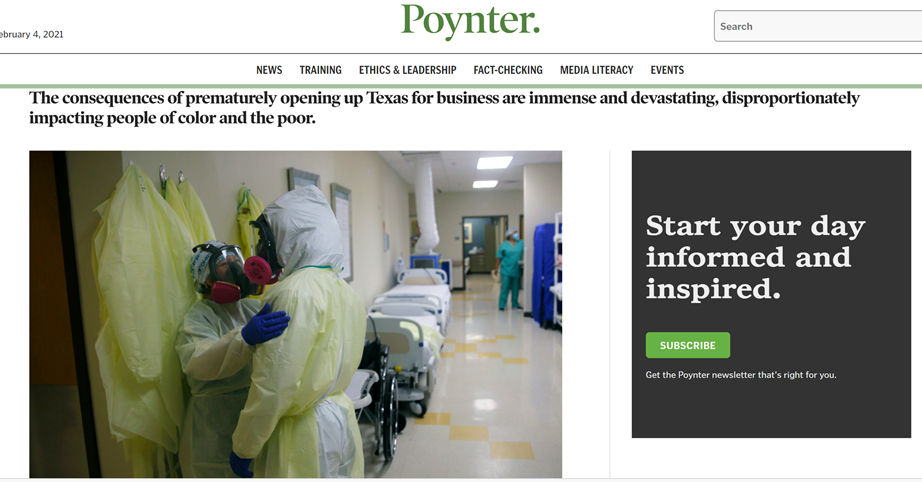 Poynter.
ebruary 4, 2021
Search
NEWS TRAINING ETHICS & LEADERSHIP FACT-CHECKING MEDIA LITERACY EVENTS
The consequences of prematurely opening up Texas for business are immense and devastating, disproportionately
impacting people of color and the poor.
Start your day
informed and
inspired.
SUBSCRIBE
Get the Poynter newsletter that's right for you.